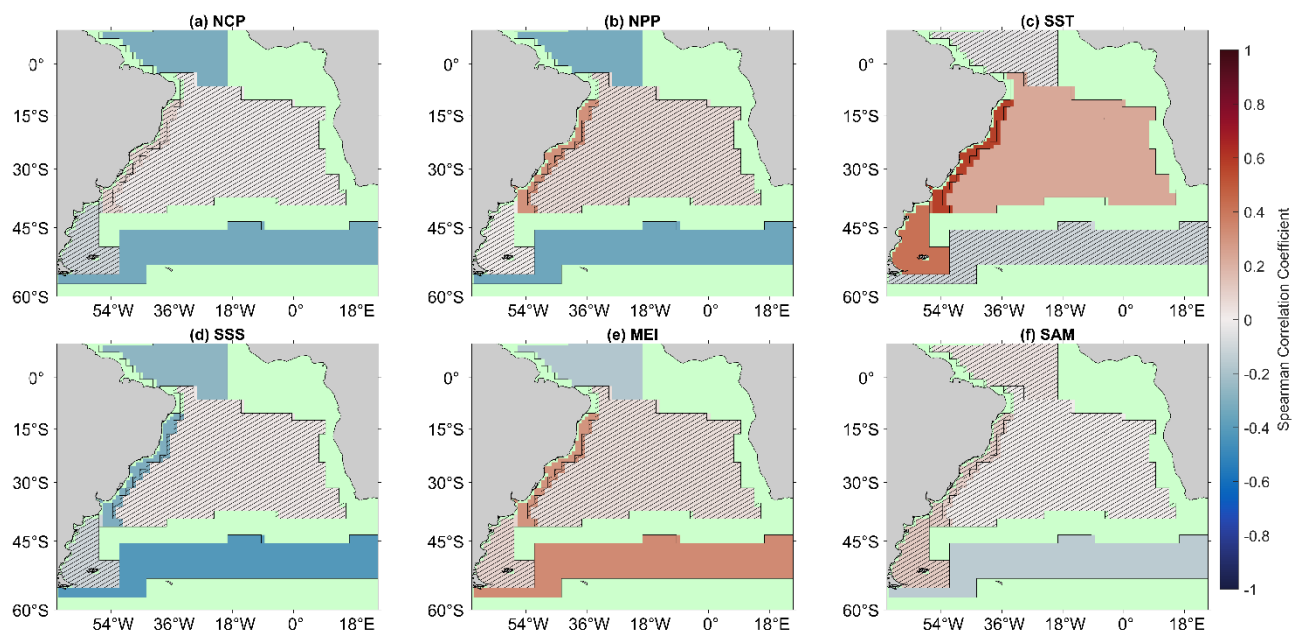 (a) NCP (b) NPP (c) SST
0° 0° 0°
15°S 15°S 15°S
30°S 30°S 30°S
45°S 45°S 45°S
60°S 60°S 60°S
54°W 36°W 18°W 0° 18°E 54°W 36°W 18°W 0° 18°E 54°W 36°W 18°W 0° 18°E
(d) SSS (e) MEI (f) SAM
0° 0° 0°
15°S 15°S 15°S
30°S 30°S 30°S
45°S 45°S 45°S
60°S 60°S 60°S
54°W 36°W 18°W 0° 18°E 54°W 36°W 18°W 0° 18°E 54°W 36°W 18°W 0° 18°E
1
0.8
0.6
0.4
0.2
0
-0.2
-0.4
-0.6
-0.8
-1
Spearman Correlation Coefficient